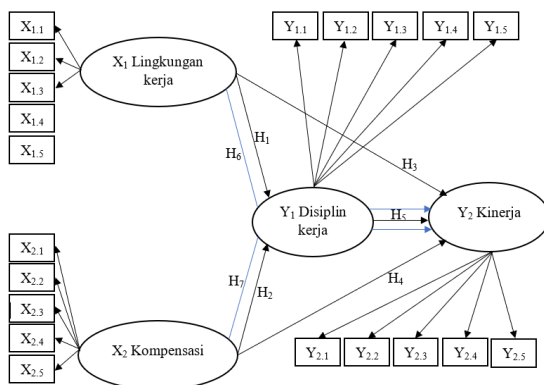 X1.1
X1.2
X1.3
X1.4
X1.5
X1 Lingkungan
kerja
Y1.1
Y1.2
Y1.3
Y1.4
Y1.5
H1
H6
H3
Y1 Disiplin
kerja
H5
Y2 Kinerja
X2.1
X2.2
X2.3
X2.4
X2.5
H7
H2
H4
X2 Kompensasi
Y2.1
Y2.2
Y2.3
Y2.4
Y2.5